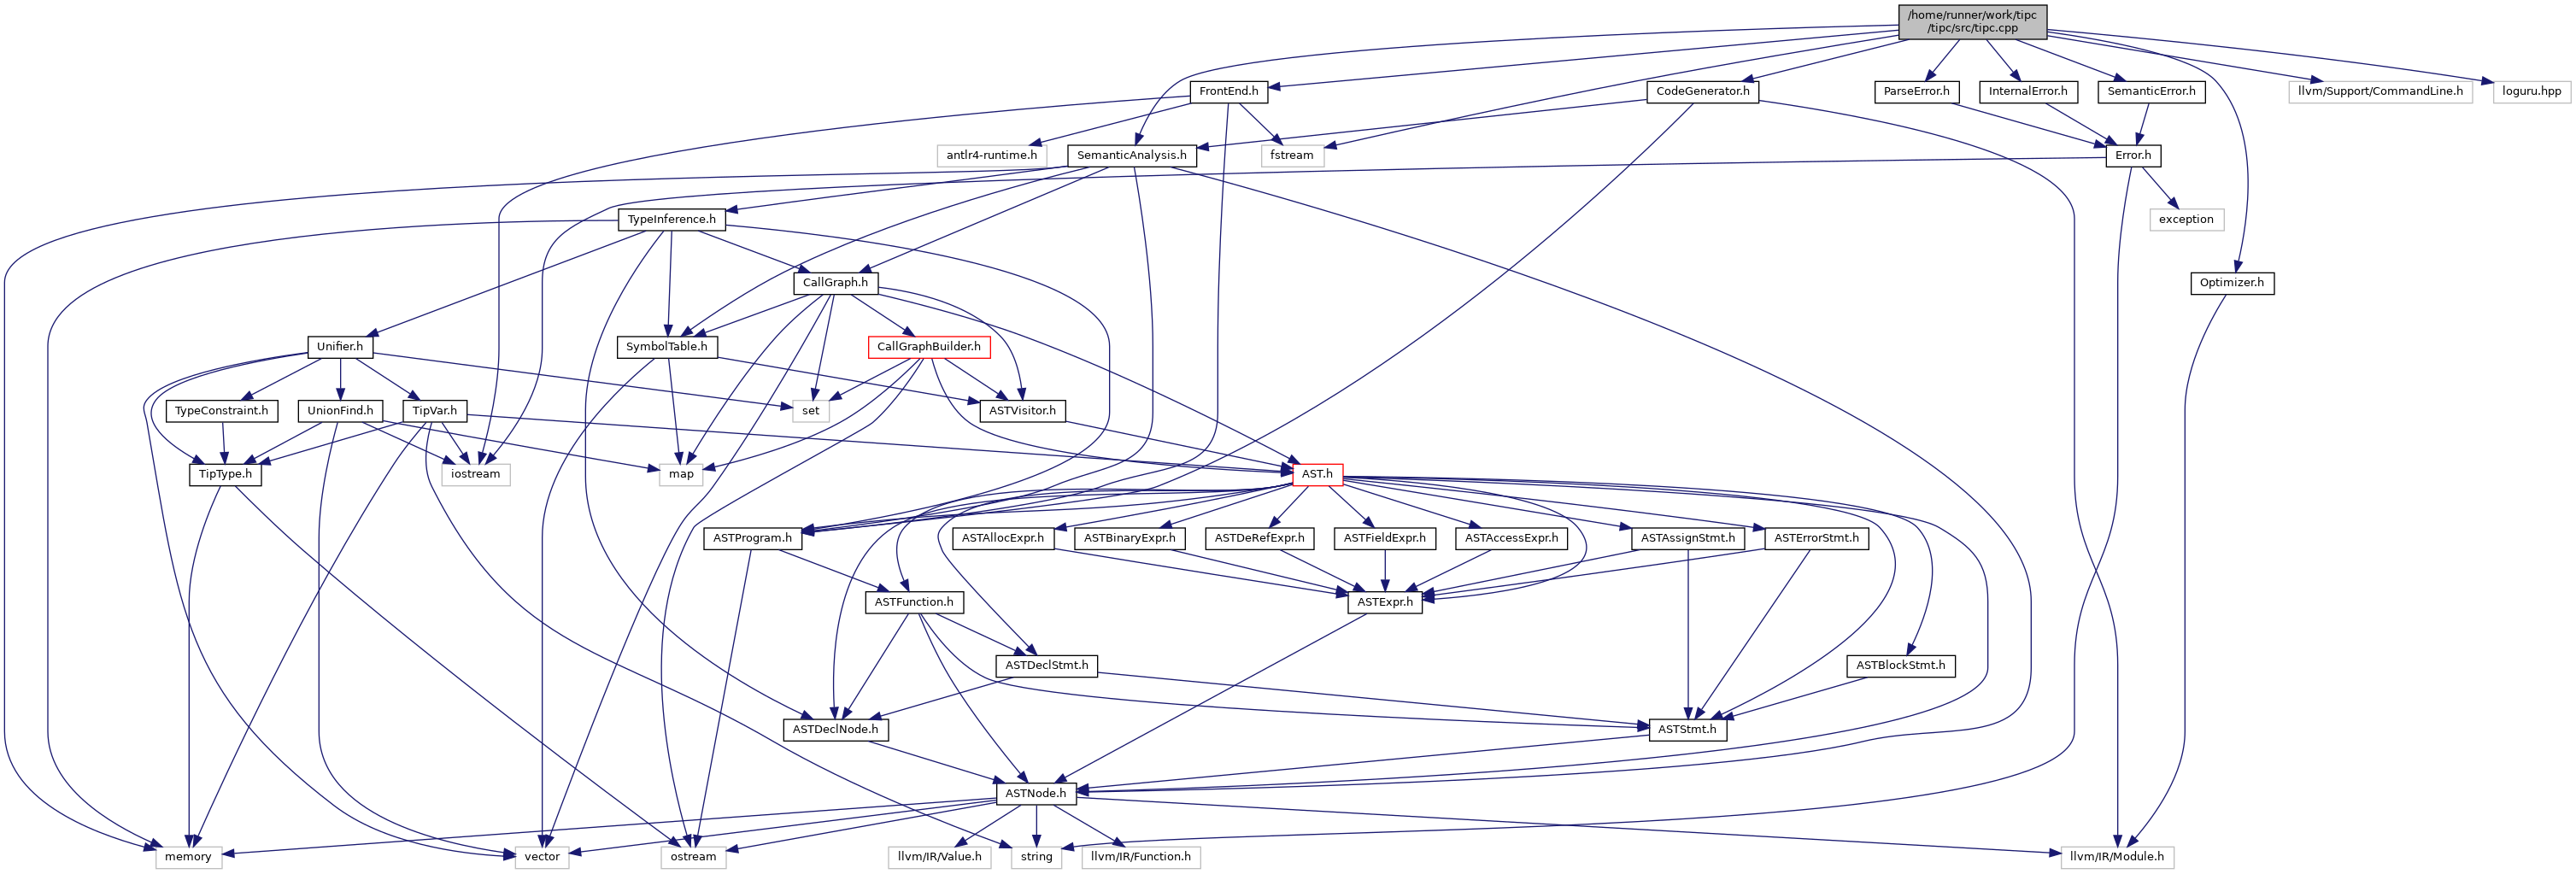 /home/runner/work/tipc
/tipc/src/tipc.cpp
FrontEnd.h
CodeGenerator.h
ParseError.h
InternalError.h
SemanticError.h
llvm/Support/CommandLine.h
loguru.hpp
antlr4-runtime.h
SemanticAnalysis.h
fstream
Error.h
TypeInference.h
exception
CallGraph.h
Optimizer.h
Unifier.h
SymbolTable.h
CallGraphBuilder.h
TypeConstraint.h
UnionFind.h
TipVar.h
set
ASTVisitor.h
TipType.h
iostream
map
AST.h
ASTProgram.h
ASTAllocExpr.h
ASTBinaryExpr.h
ASTDeRefExpr.h
ASTFieldExpr.h
ASTAccessExpr.h
ASTAssignStmt.h
ASTErrorStmt.h
ASTFunction.h
ASTExpr.h
ASTDeclStmt.h
ASTBlockStmt.h
ASTDeclNode.h
ASTStmt.h
ASTNode.h
memory
vector
ostream
llvm/IR/Value.h
string
llvm/IR/Function.h
llvm/IR/Module.h